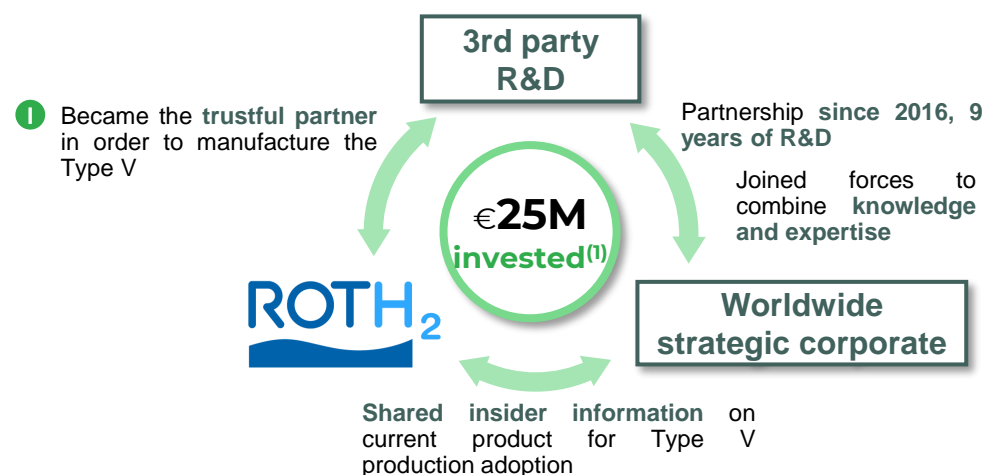 3rd party
R&D
I
Became the trustful partner
in order to manufacture the
Type V
Partnership since 2016, 9
years of R&D
Joined forces to
combine knowledge
and expertise
€25M
invested(1)
ROTH2
Worldwide
strategic corporate
Shared insider information on
current product for Type V
production adoption